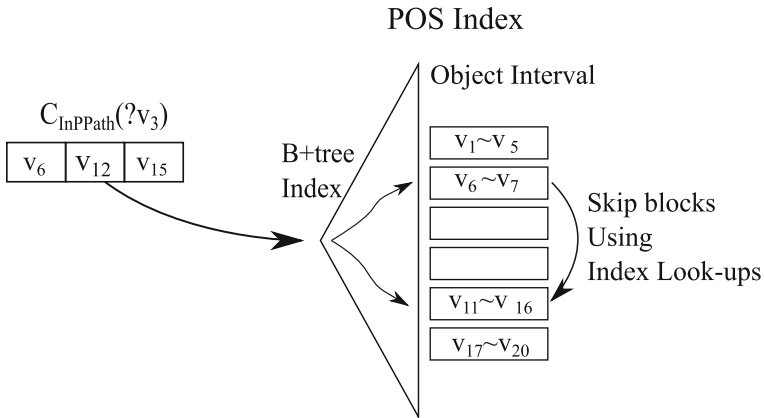 POS Index
Object Interval
C_InPPath(?v_3)
v_6 v_12 v_15
B+tree
Index
v_1~v_5
v_6~v_7
v_11~v_16
v_17~v_20
Skip blocks
Using
Index Look-ups